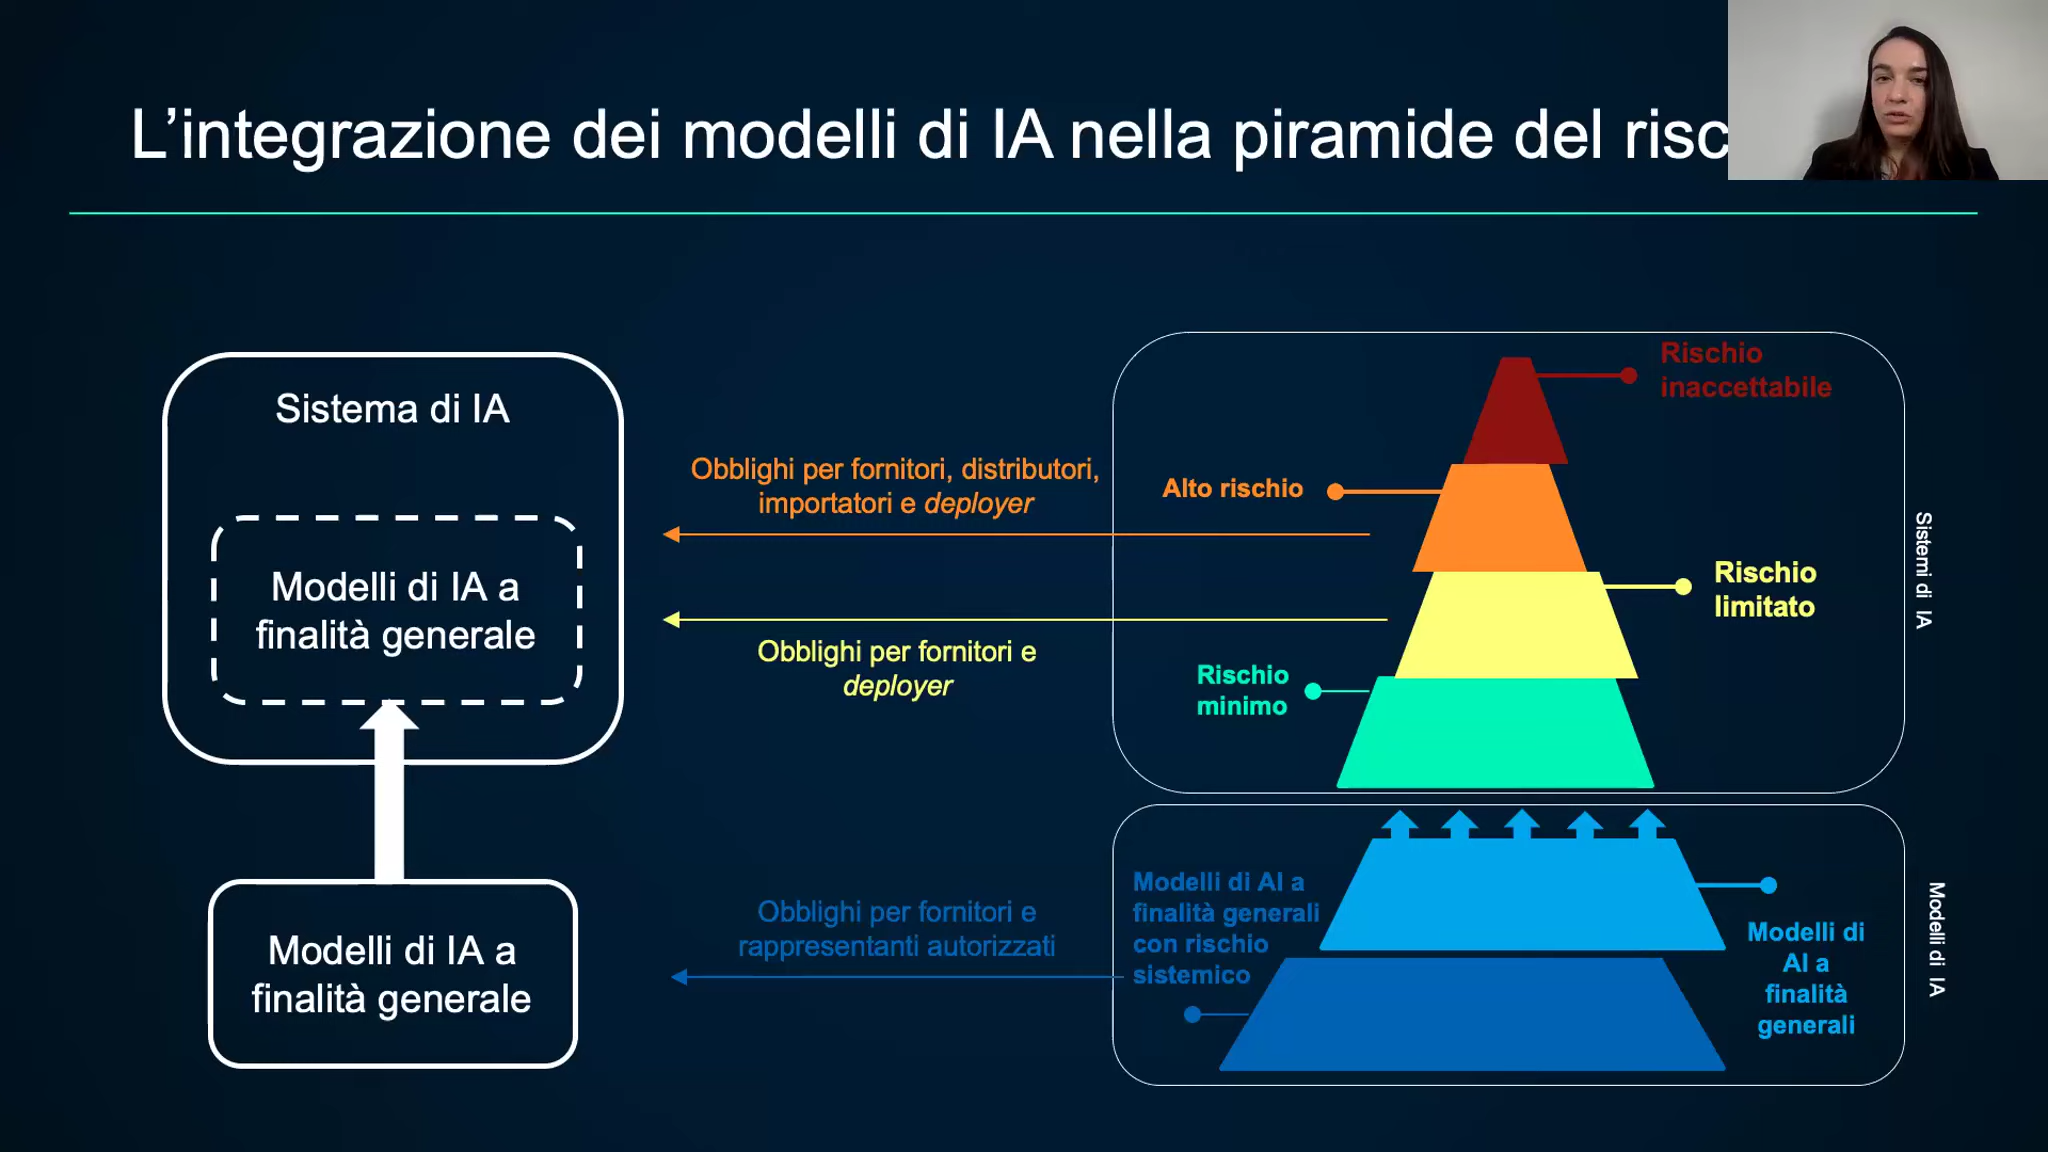 L’integrazione dei modelli di IA nella piramide del risc
Sistema di IA
Modelli di IA a
finalità generale
Modelli di IA a
finalità generale
Obblighi per fornitori, distributori,
importatori e deployer
Obblighi per fornitori e
deployer
Obblighi per fornitori e
rappresentanti autorizzati
Rischio
inaccettabile
Alto rischio
Rischio
limitato
Rischio
minimo
Sistemi di IA
Modelli di AI a
finalità generali
con rischio
sistemico
Modelli di
AI a
finalità
generali
Modelli di IA